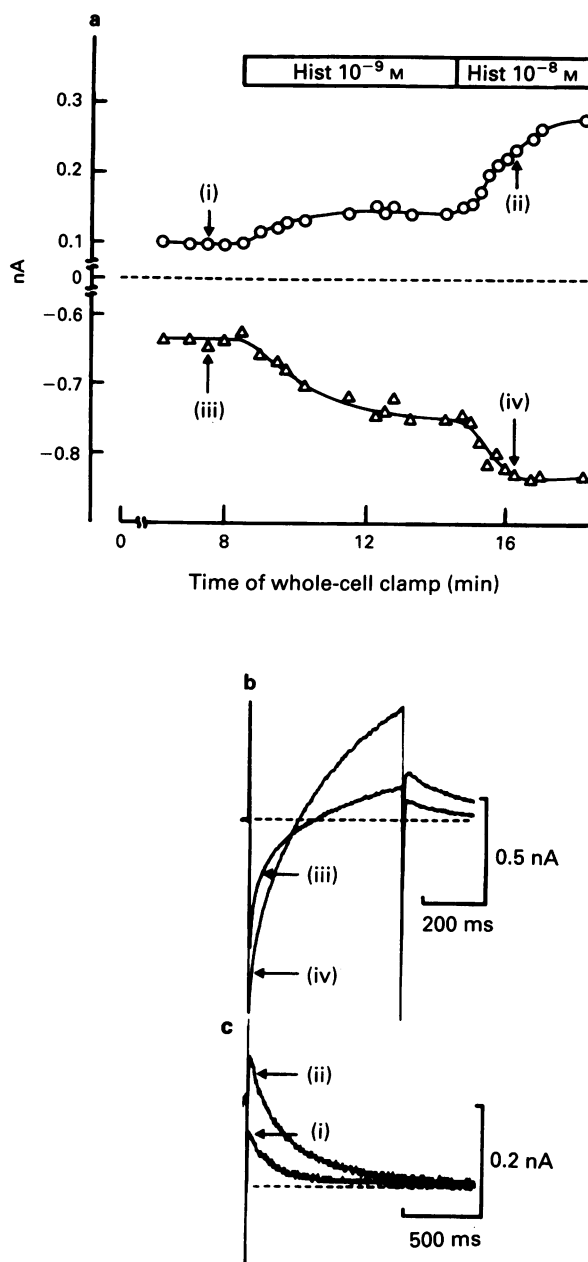 a
Hist 10⁻⁹ M
Hist 10⁻⁸ M
0.3
0.2
0.1
0
−0.6
−0.7
−0.8
nA
(i)
(ii)
(iii)
(iv)
0
8
12
16
Time of whole-cell clamp (min)
b
(iii)
(iv)
0.5 nA
200 ms
c
(ii)
(i)
0.2 nA
500 ms